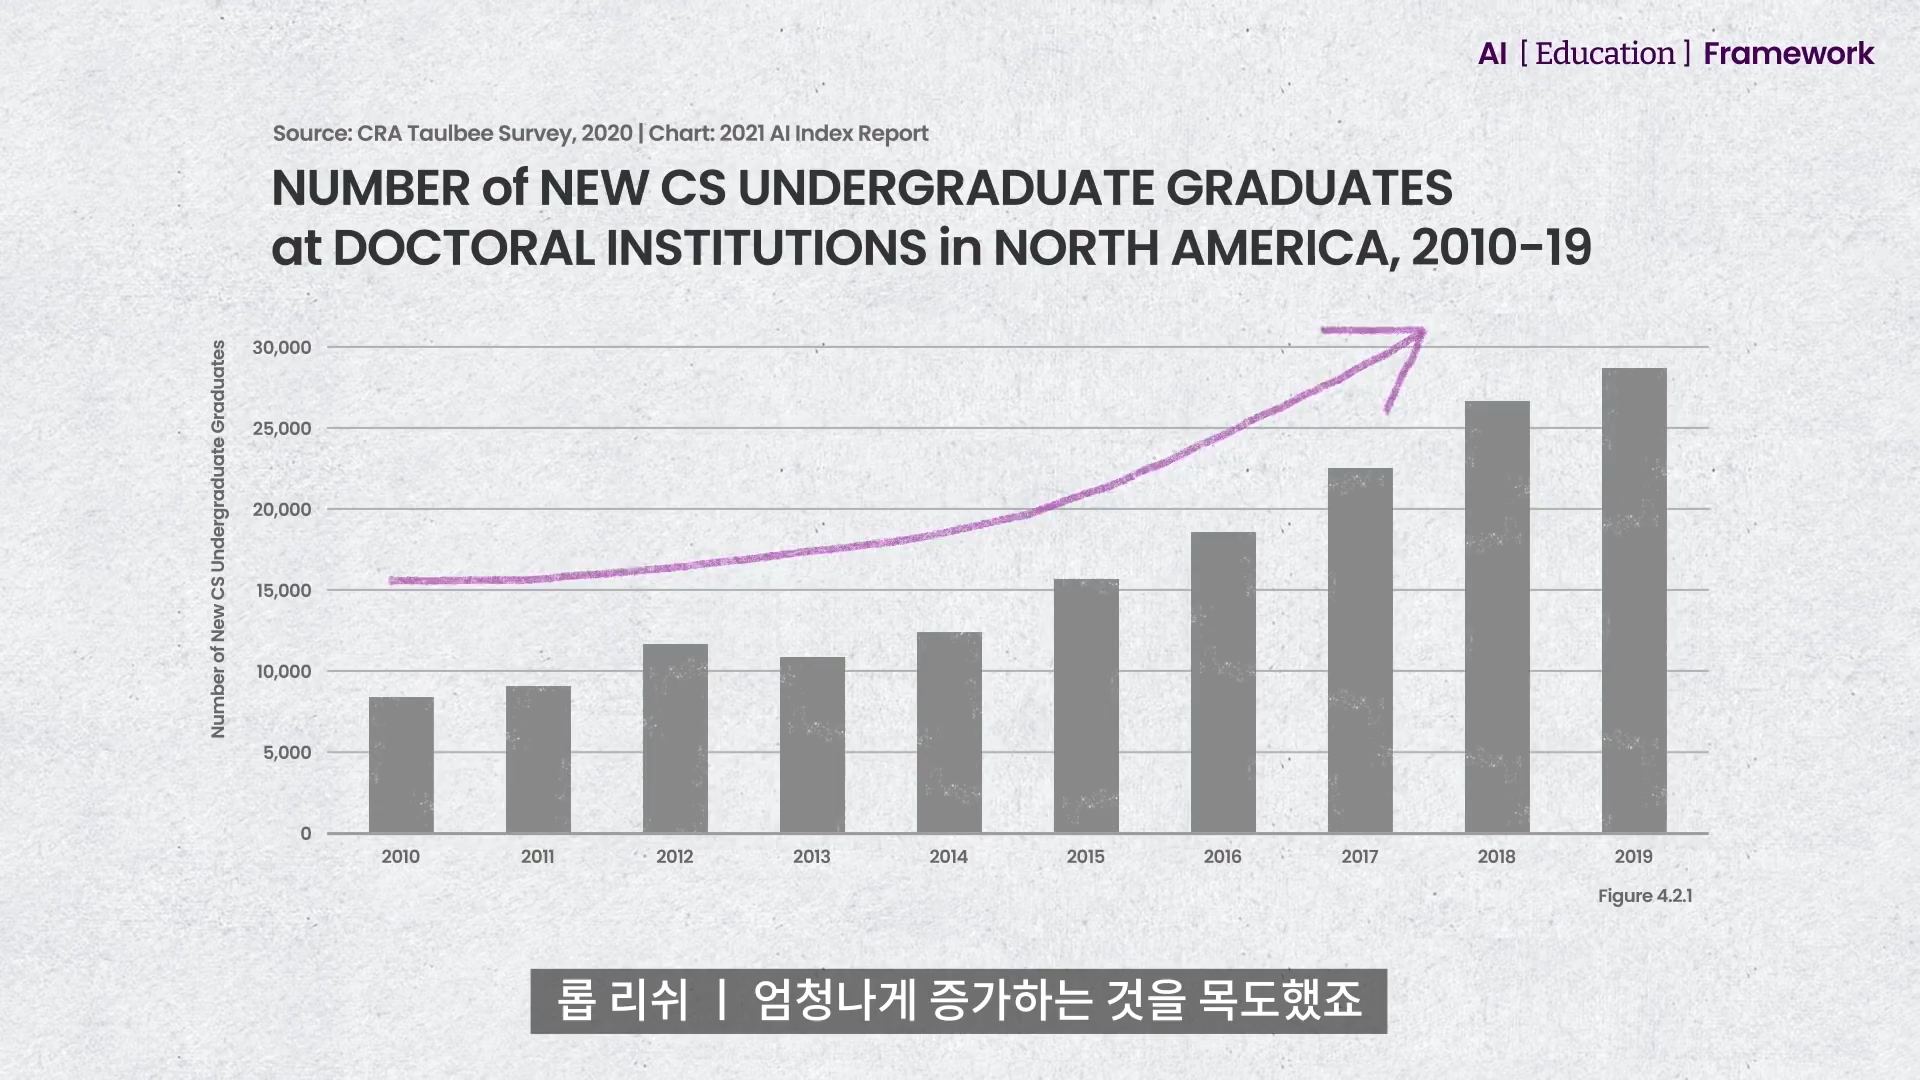 AI [ Education ] Framework
Source: CRA Taulbee Survey, 2020 | Chart: 2021 AI Index Report
NUMBER of NEW CS UNDERGRADUATE GRADUATES
at DOCTORAL INSTITUTIONS in NORTH AMERICA, 2010-19
Number of New CS Undergraduate Graduates
30,000
25,000
20,000
15,000
10,000
5,000
0
2010 2011 2012 2013 2014 2015 2016 2017 2018 2019
Figure 4.2.1
롭 리쉬 ㅣ 엄청나게 증가하는 것을 목도했죠